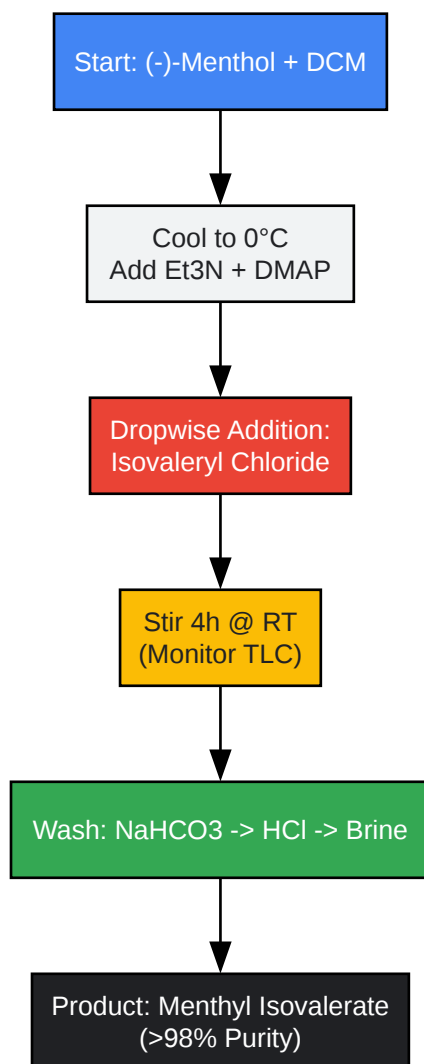 Start: (-)-Menthol + DCM
Cool to 0°C
Add Et3N + DMAP
Dropwise Addition:
Isovaleryl Chloride
Stir 4h @ RT
(Monitor TLC)
Wash: NaHCO3 -> HCl -> Brine
Product: Menthyl Isovalerate
(>98% Purity)